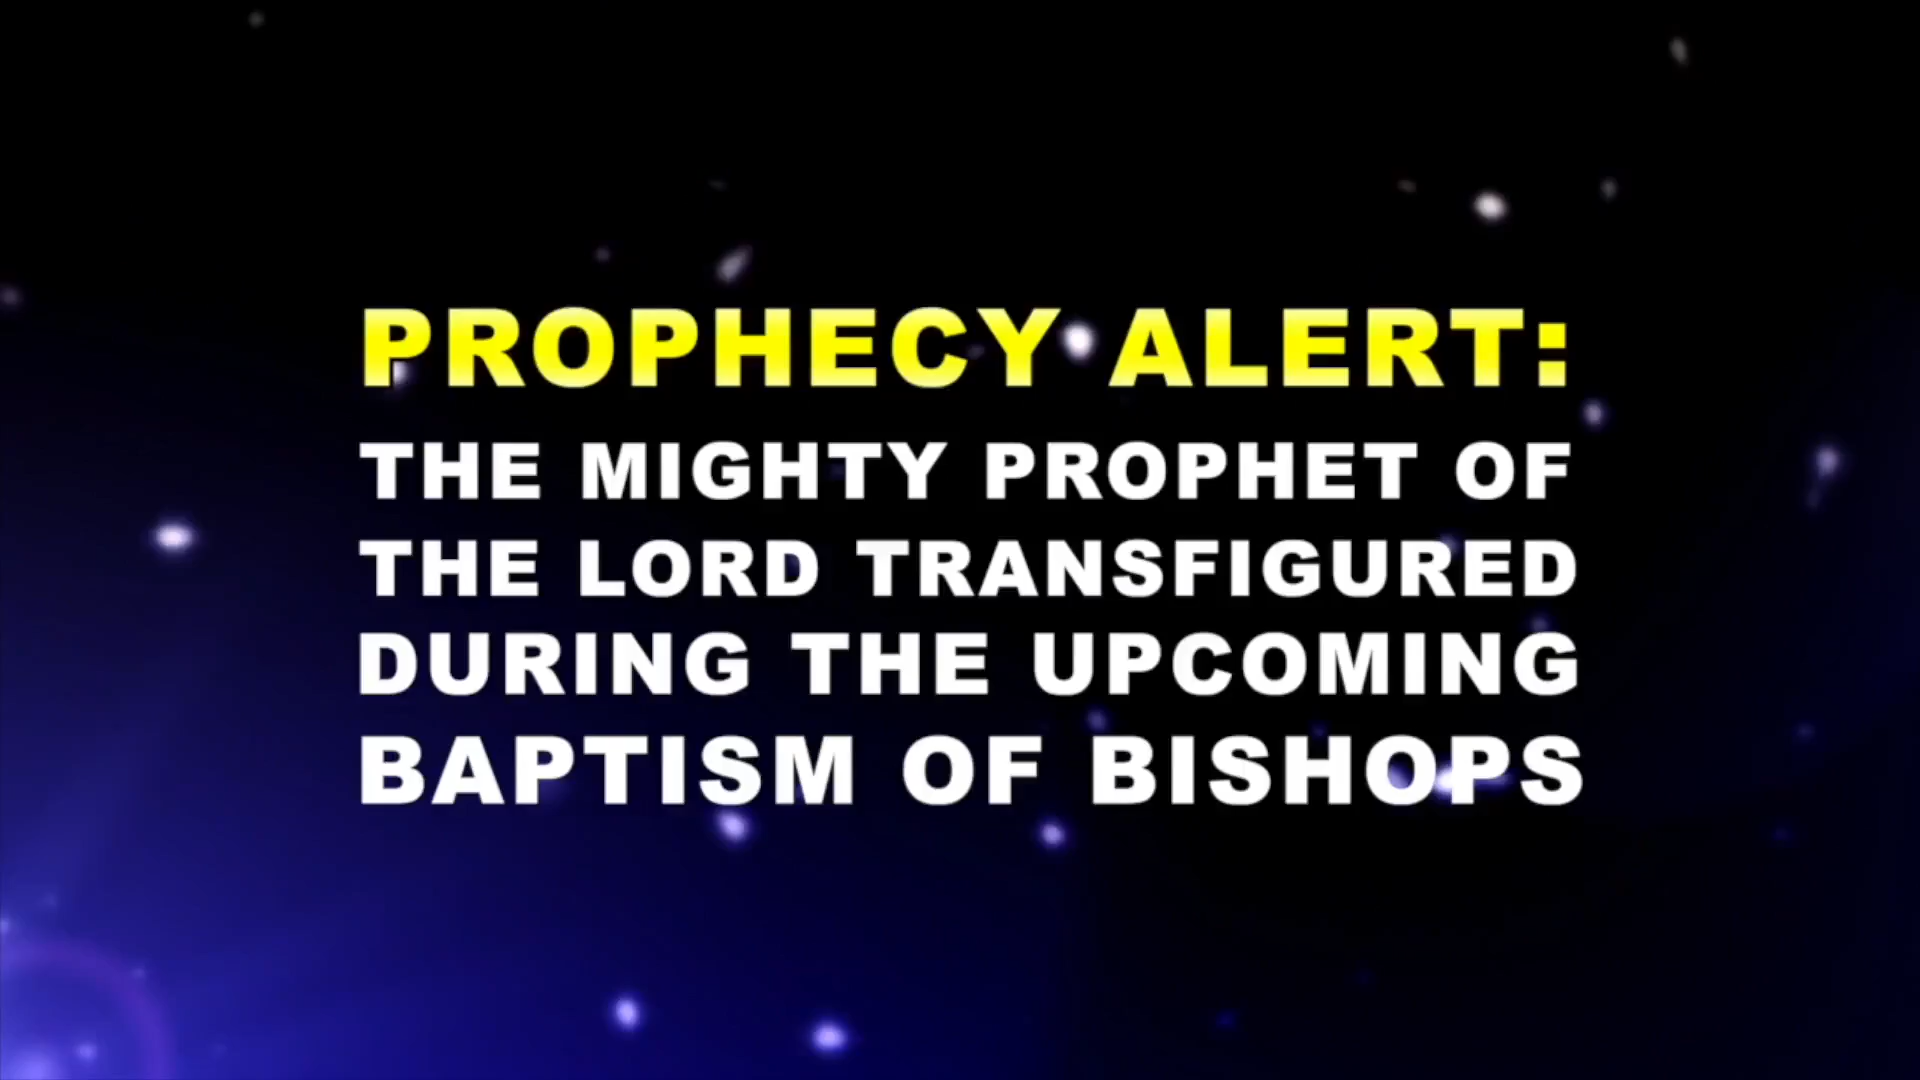 PROPHECY ALERT:
THE MIGHTY PROPHET OF
THE LORD TRANSFIGURED
DURING THE UPCOMING
BAPTISM OF BISHOPS